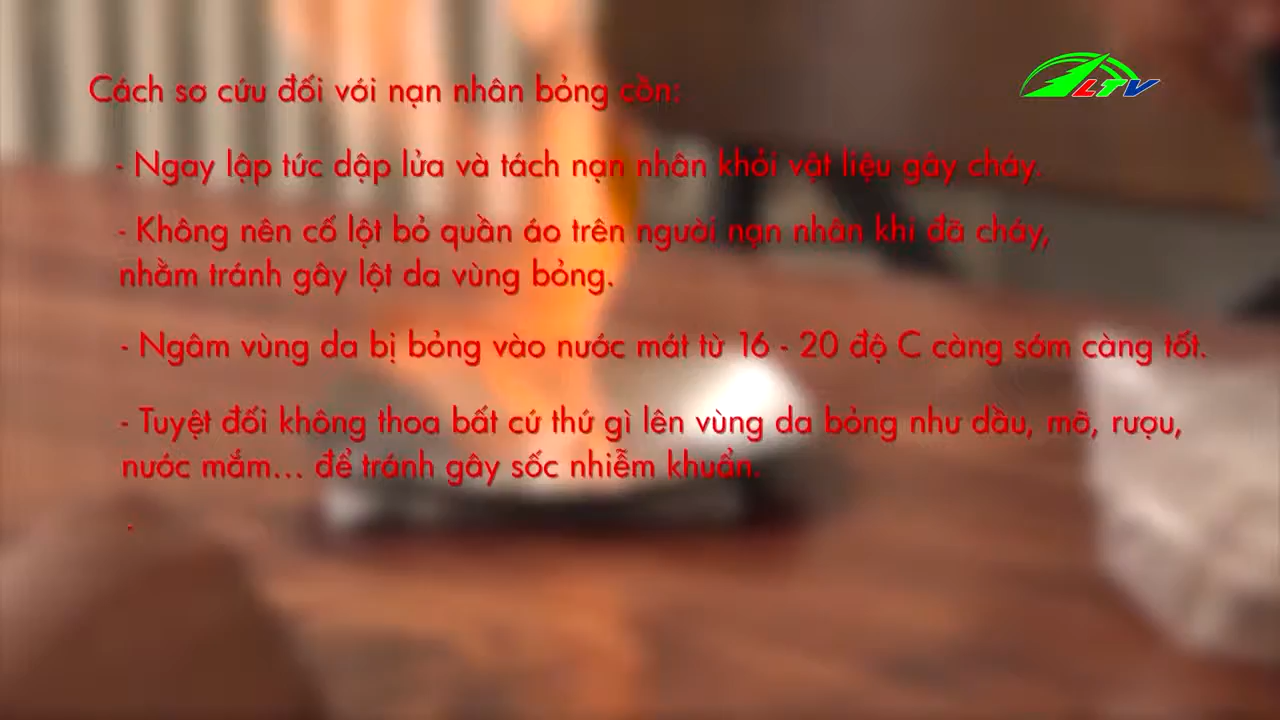 LTV
Cách sơ cứu đối với nạn nhân bỏng cồn:
- Ngay lập tức dập lửa và tách nạn nhân khỏi vật liệu gây cháy.
- Không nên cố lột bỏ quần áo trên người nạn nhân khi đã cháy,
nhằm tránh gây lột da vùng bỏng.
- Ngâm vùng da bị bỏng vào nước mát từ 16 - 20 độ C càng sớm càng tốt.
- Tuyệt đối không thoa bất cứ thứ gì lên vùng da bỏng như dầu, mỡ, rượu,
nước mắm... để tránh gây sốc nhiễm khuẩn.
.